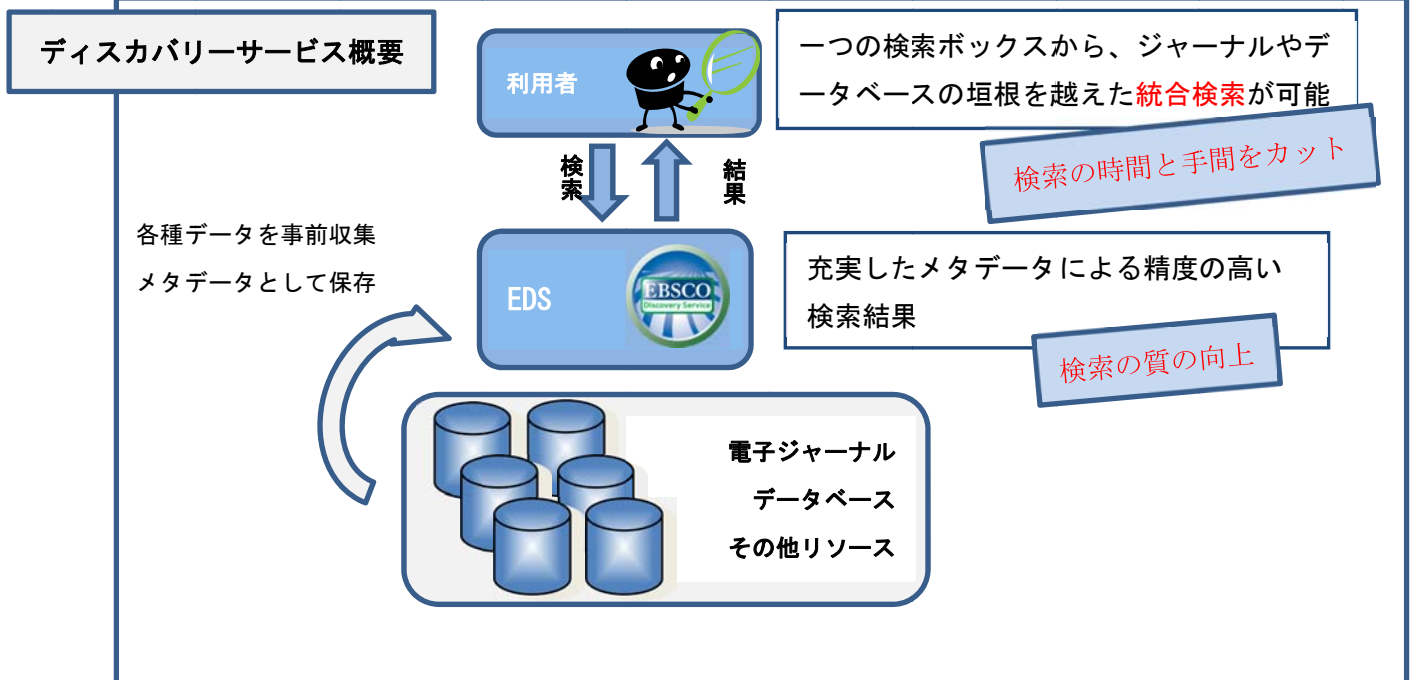 ディスカバリーサービス概要
利用者
一つの検索ボックスから、ジャーナルやデ
ータベースの垣根を越えた統合検索が可能
検索の時間と手間をカット
検索
結果
各種データを事前収集
メタデータとして保存
EDS
EBSCO
Discovery Service
充実したメタデータによる精度の高い
検索結果
検索の質の向上
電子ジャーナル
データベース
その他リソース